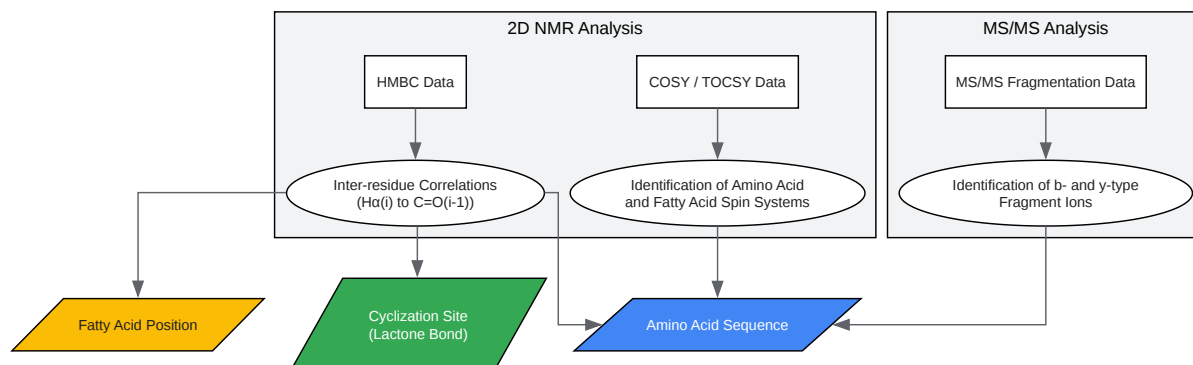 2D NMR Analysis
MS/MS Analysis
HMBC Data
COSY / TOCSY Data
MS/MS Fragmentation Data
Inter-residue Correlations
(Hα(i) to C=O(i-1))
Identification of Amino Acid
and Fatty Acid Spin Systems
Identification of b- and y-type
Fragment Ions
Fatty Acid Position
Cyclization Site
(Lactone Bond)
Amino Acid Sequence